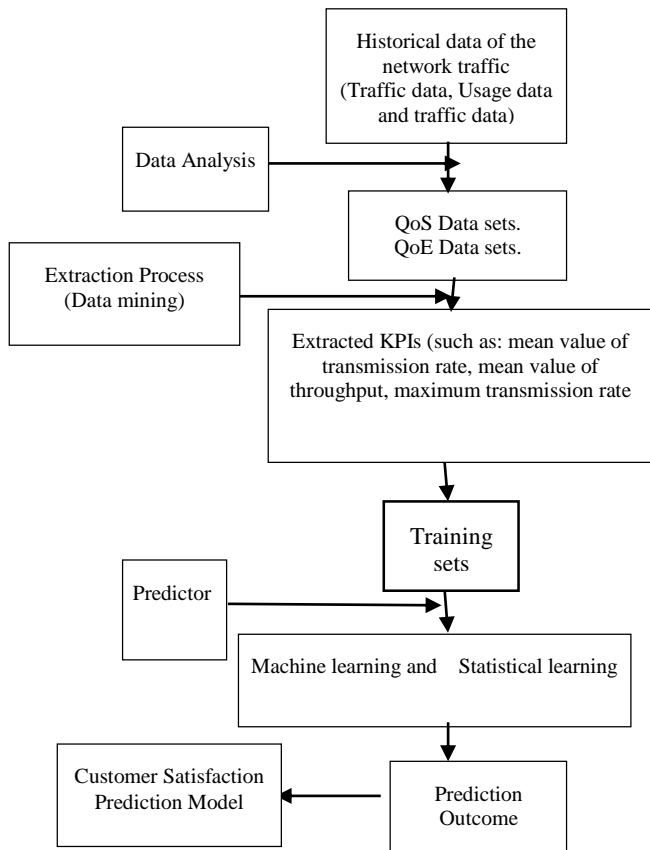 Historical data of the
network traffic
(Traffic data, Usage data
and traffic data)
Data Analysis
QoS Data sets.
QoE Data sets.
Extraction Process
(Data mining)
Extracted KPIs (such as: mean value of
transmission rate, mean value of
throughput, maximum transmission rate
Training
sets
Predictor
Machine learning and Statistical learning
Customer Satisfaction
Prediction Model
Prediction
Outcome